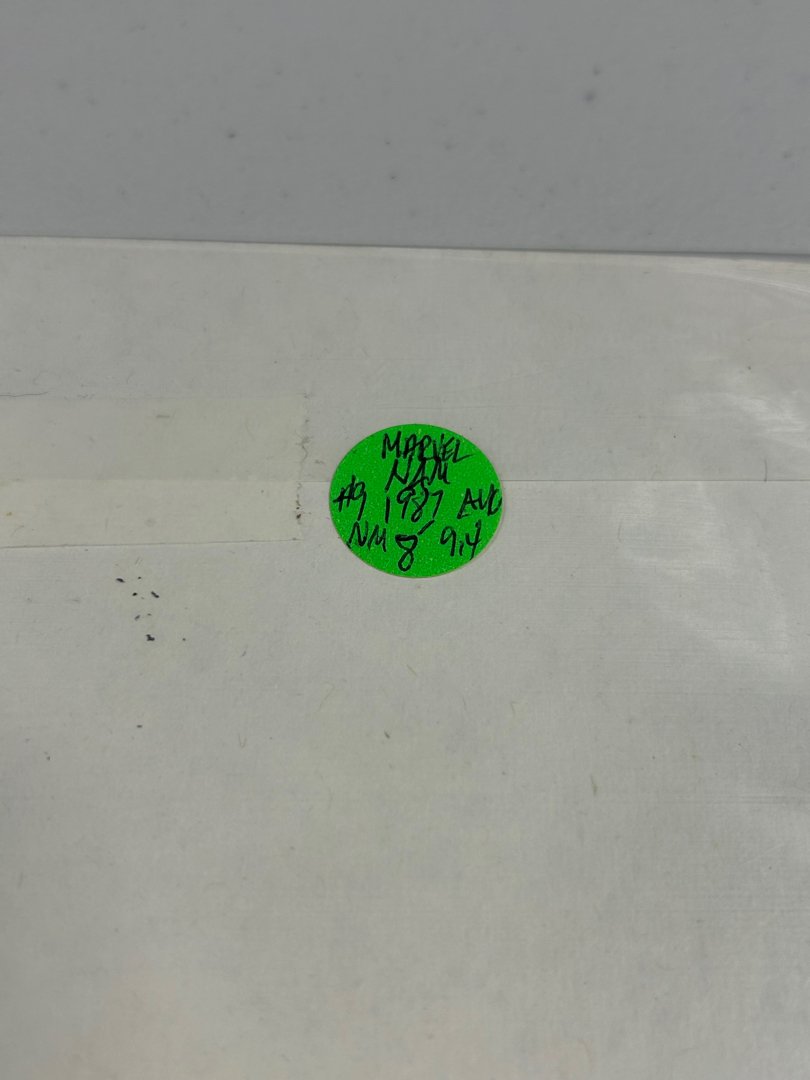 MARVEL
NAM
#9 1987 AUG
NM 8 9.4